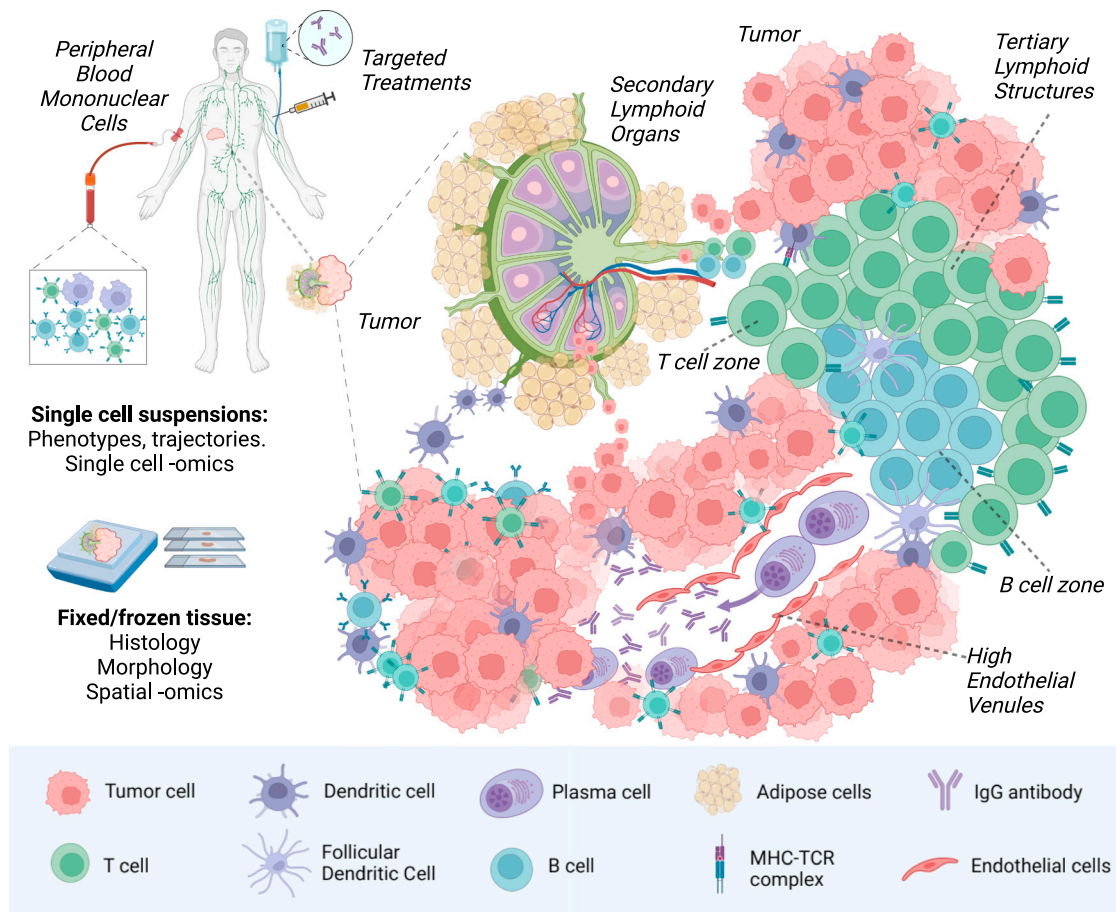 Peripheral
Blood
Mononuclear
Cells
Targeted
Treatments
Secondary
Lymphoid
Organs
Tumor
Tertiary
Lymphoid
Structures
Tumor
T cell zone
B cell zone
High
Endothelial
Venules
Single cell suspensions:
Phenotypes, trajectories.
Single cell -omics
Fixed/frozen tissue:
Histology
Morphology
Spatial -omics
Tumor cell
Dendritic cell
Plasma cell
Adipose cells
IgG antibody
T cell
Follicular
Dendritic Cell
B cell
MHC-TCR
complex
Endothelial cells